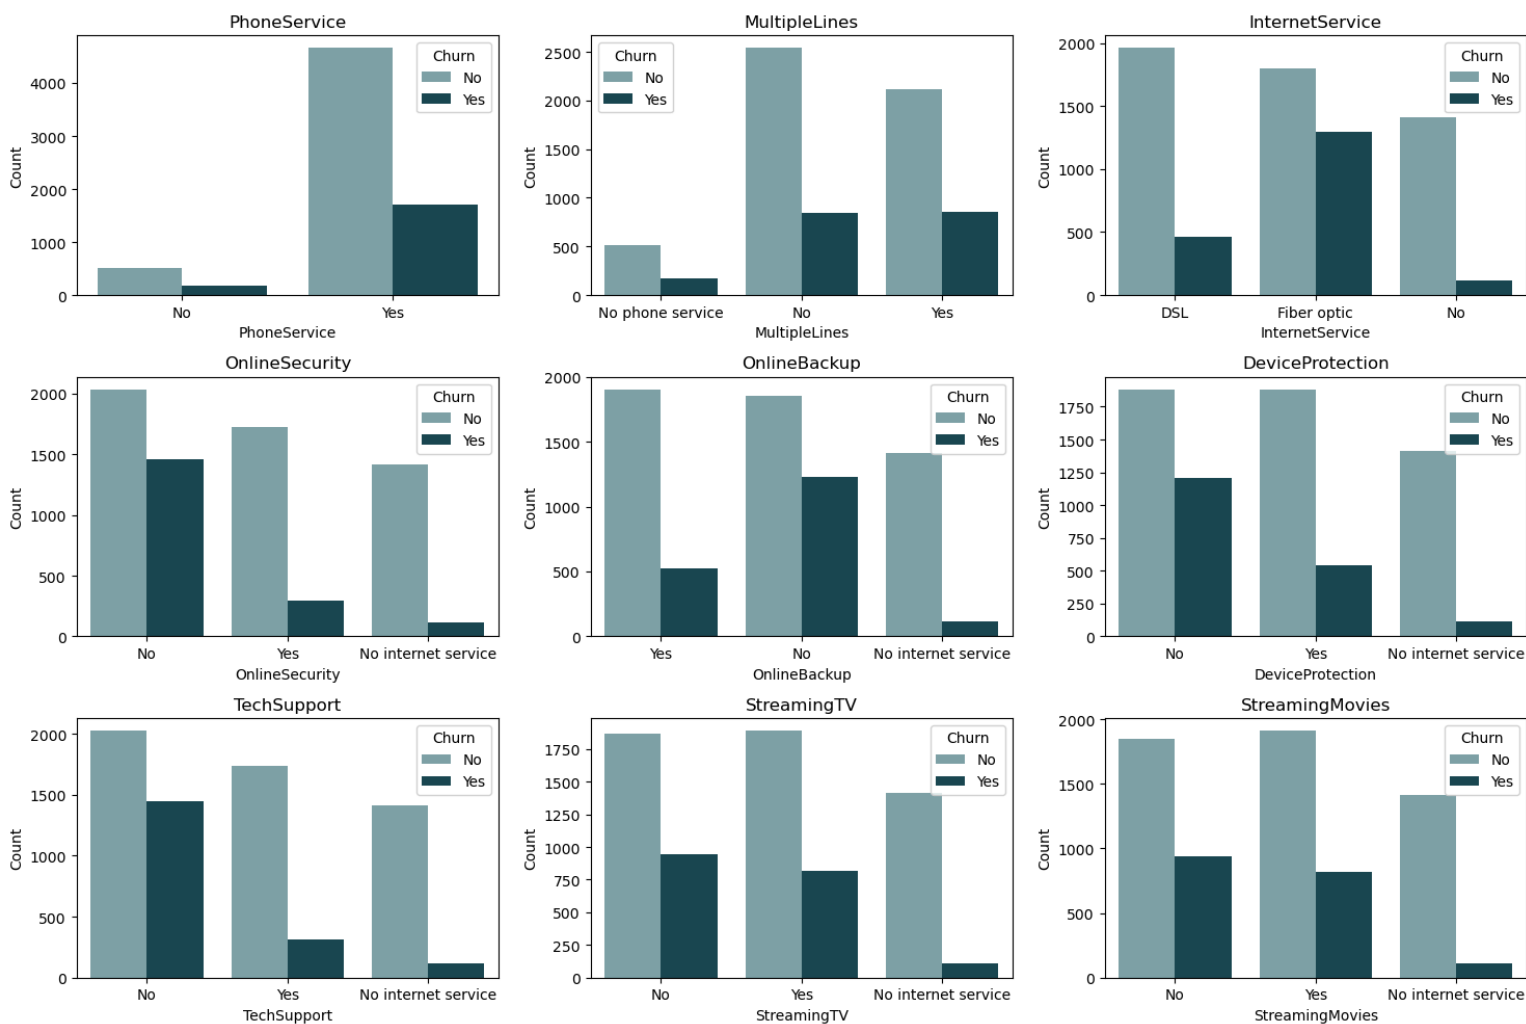 PhoneService
Churn
No
Yes
4000
3000
2000
1000
0
Count
No
Yes
PhoneService
MultipleLines
Churn
No
Yes
2500
2000
1500
1000
500
0
Count
No phone service
No
Yes
MultipleLines
InternetService
Churn
No
Yes
2000
1500
1000
500
0
Count
DSL
Fiber optic
No
InternetService
OnlineSecurity
Churn
No
Yes
2000
1500
1000
500
0
Count
No
Yes
No internet service
OnlineSecurity
OnlineBackup
Churn
No
Yes
2000
1500
1000
500
0
Count
Yes
No
No internet service
OnlineBackup
DeviceProtection
Churn
No
Yes
1750
1500
1250
1000
750
500
250
0
Count
No
Yes
No internet service
DeviceProtection
TechSupport
Churn
No
Yes
2000
1500
1000
500
0
Count
No
Yes
No internet service
TechSupport
StreamingTV
Churn
No
Yes
1750
1500
1250
1000
750
500
250
0
Count
No
Yes
No internet service
StreamingTV
StreamingMovies
Churn
No
Yes
2000
1500
1000
500
0
Count
No
Yes
No internet service
StreamingMovies